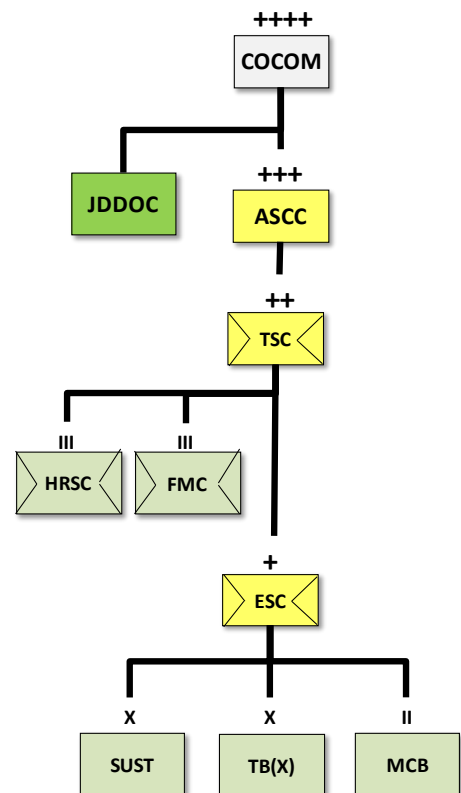 ++++
COCOM
JDDOC
+++
ASCC
++
TSC
III III
HRSC FMC
+
ESC
X X II
SUST TB(X) MCB